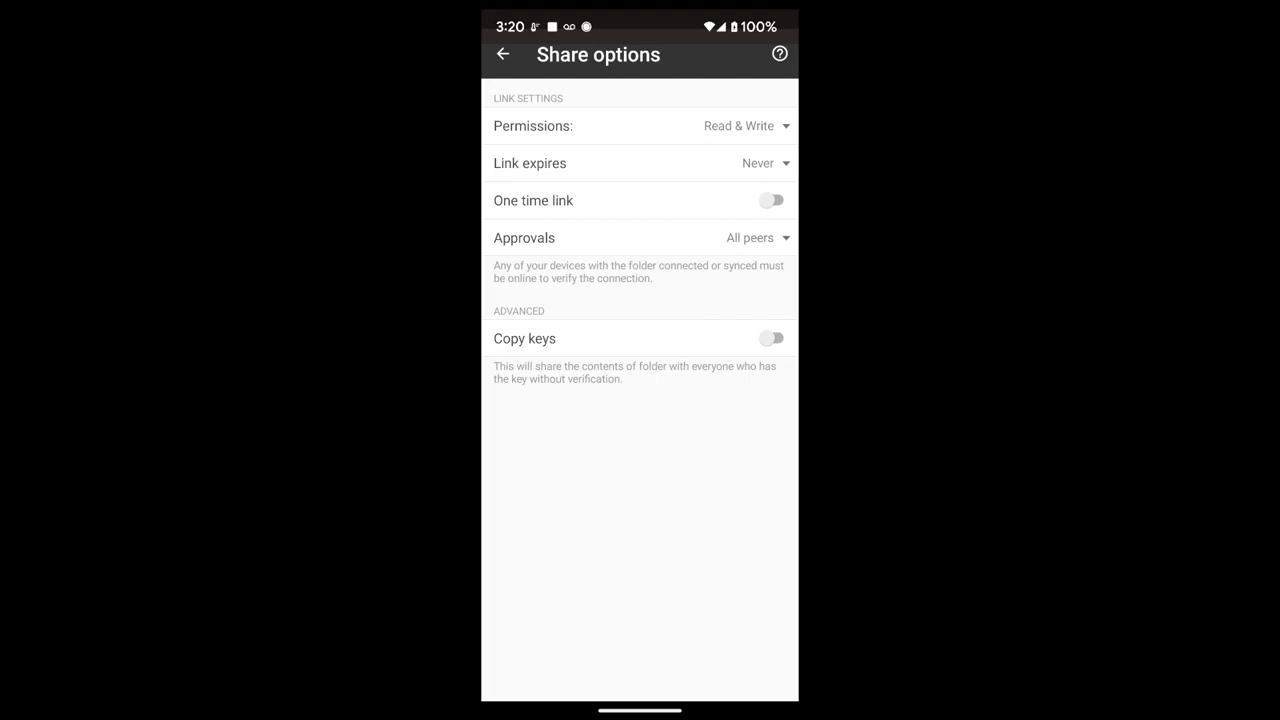 3:20 100%
Share options
LINK SETTINGS
Permissions: Read & Write
Link expires Never
One time link
Approvals All peers
Any of your devices with the folder connected or synced must
be online to verify the connection.
ADVANCED
Copy keys
This will share the contents of folder with everyone who has
the key without verification.